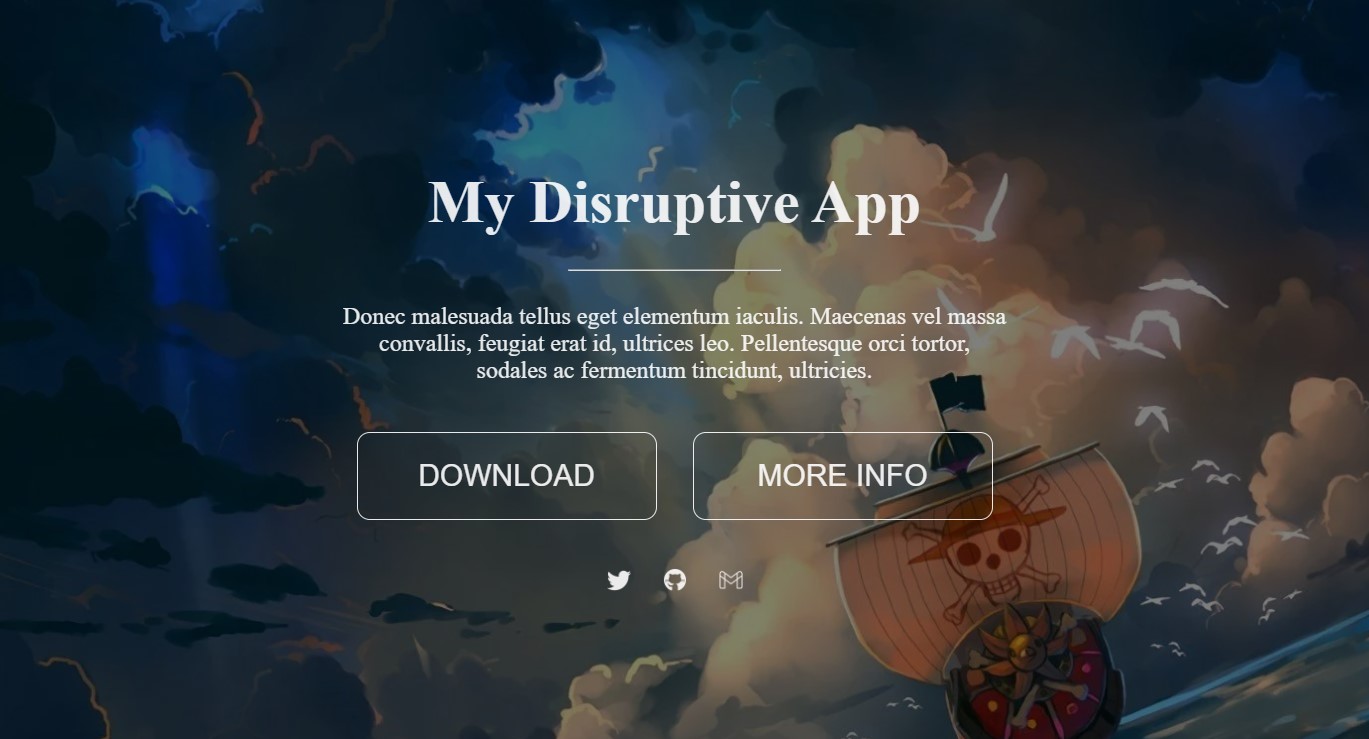 My Disruptive App
Donec malesuada tellus eget elementum iaculis. Maecenas vel massa
convallis, feugiat erat id, ultrices leo. Pellentesque orci tortor,
sodales ac fermentum tincidunt, ultricies.
DOWNLOAD
MORE INFO